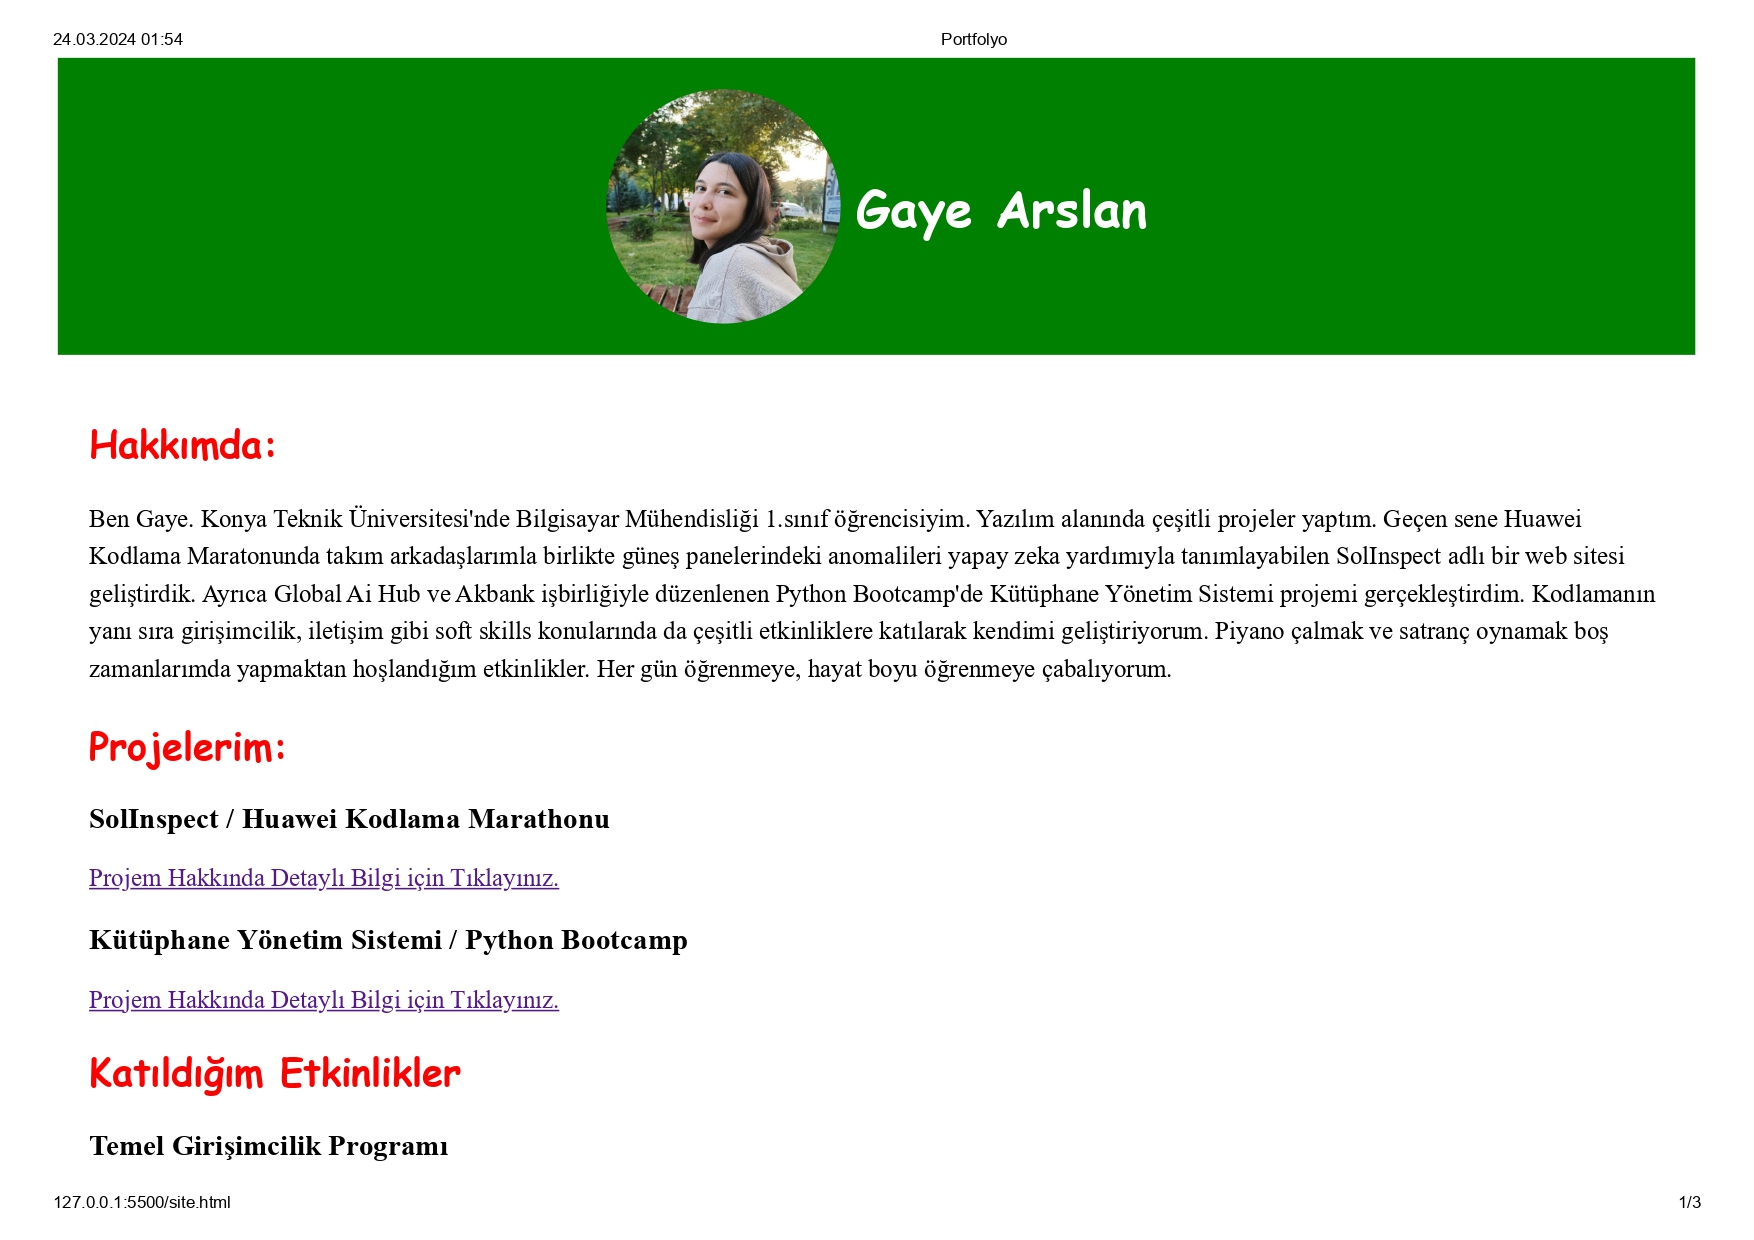 24.03.2024 01:54
Portfolyo
Gaye Arslan
Hakkımda:
Ben Gaye. Konya Teknik Üniversitesi'nde Bilgisayar Mühendisliği 1.sınıf öğrencisiyim. Yazılım alanında çeşitli projeler yaptım. Geçen sene Huawei
Kodlama Maratonunda takım arkadaşlarımla birlikte güneş panelerindeki anomalileri yapay zeka yardımıyla tanımlayabilen SolInspect adlı bir web sitesi
geliştirdik. Ayrıca Global Ai Hub ve Akbank işbirliğiyle düzenlenen Python Bootcamp'de Kütüphane Yönetim Sistemi projemi gerçekleştirdim. Kodlamanın
yanı sıra girişimcilik, iletişim gibi soft skills konularında da çeşitli etkinliklere katılarak kendimi geliştiriyorum. Piyano çalmak ve satranç oynamak boş
zamanlarımda yapmaktan hoşlandığım etkinlikler. Her gün öğrenmeye, hayat boyu öğrenmeye çabalıyorum.
Projelerim:
SolInspect / Huawei Kodlama Marathonu
Projem Hakkında Detaylı Bilgi için Tıklayınız.
Kütüphane Yönetim Sistemi / Python Bootcamp
Projem Hakkında Detaylı Bilgi için Tıklayınız.
Katıldığım Etkinlikler
Temel Girişimcilik Programı
127.0.0.1:5500/site.html
1/3